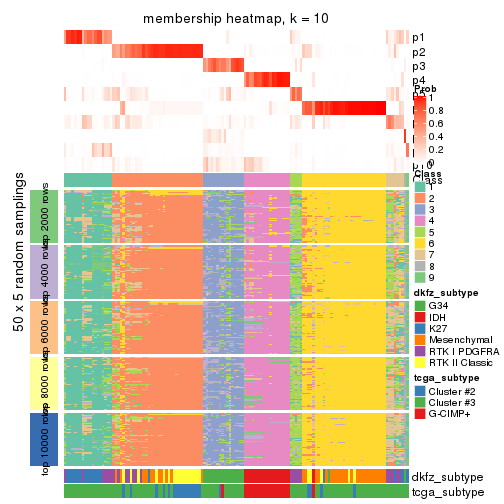 membership heatmap, k = 10
p1
p2
p3
p4
Prob
1
0.8
0.6
0.4
0.2
0
Class
1
2
3
4
5
6
7
8
9
dkfz_subtype
G34
IDH
K27
Mesenchymal
RTK I PDGFRA
RTK II Classic
tcga_subtype
Cluster #2
Cluster #3
G-CIMP+
50 x 5 random samplings
top 2000 rows
top 4000 rows
top 6000 rows
top 8000 rows
top 10000 rows
dkfz_subtype
tcga_subtype